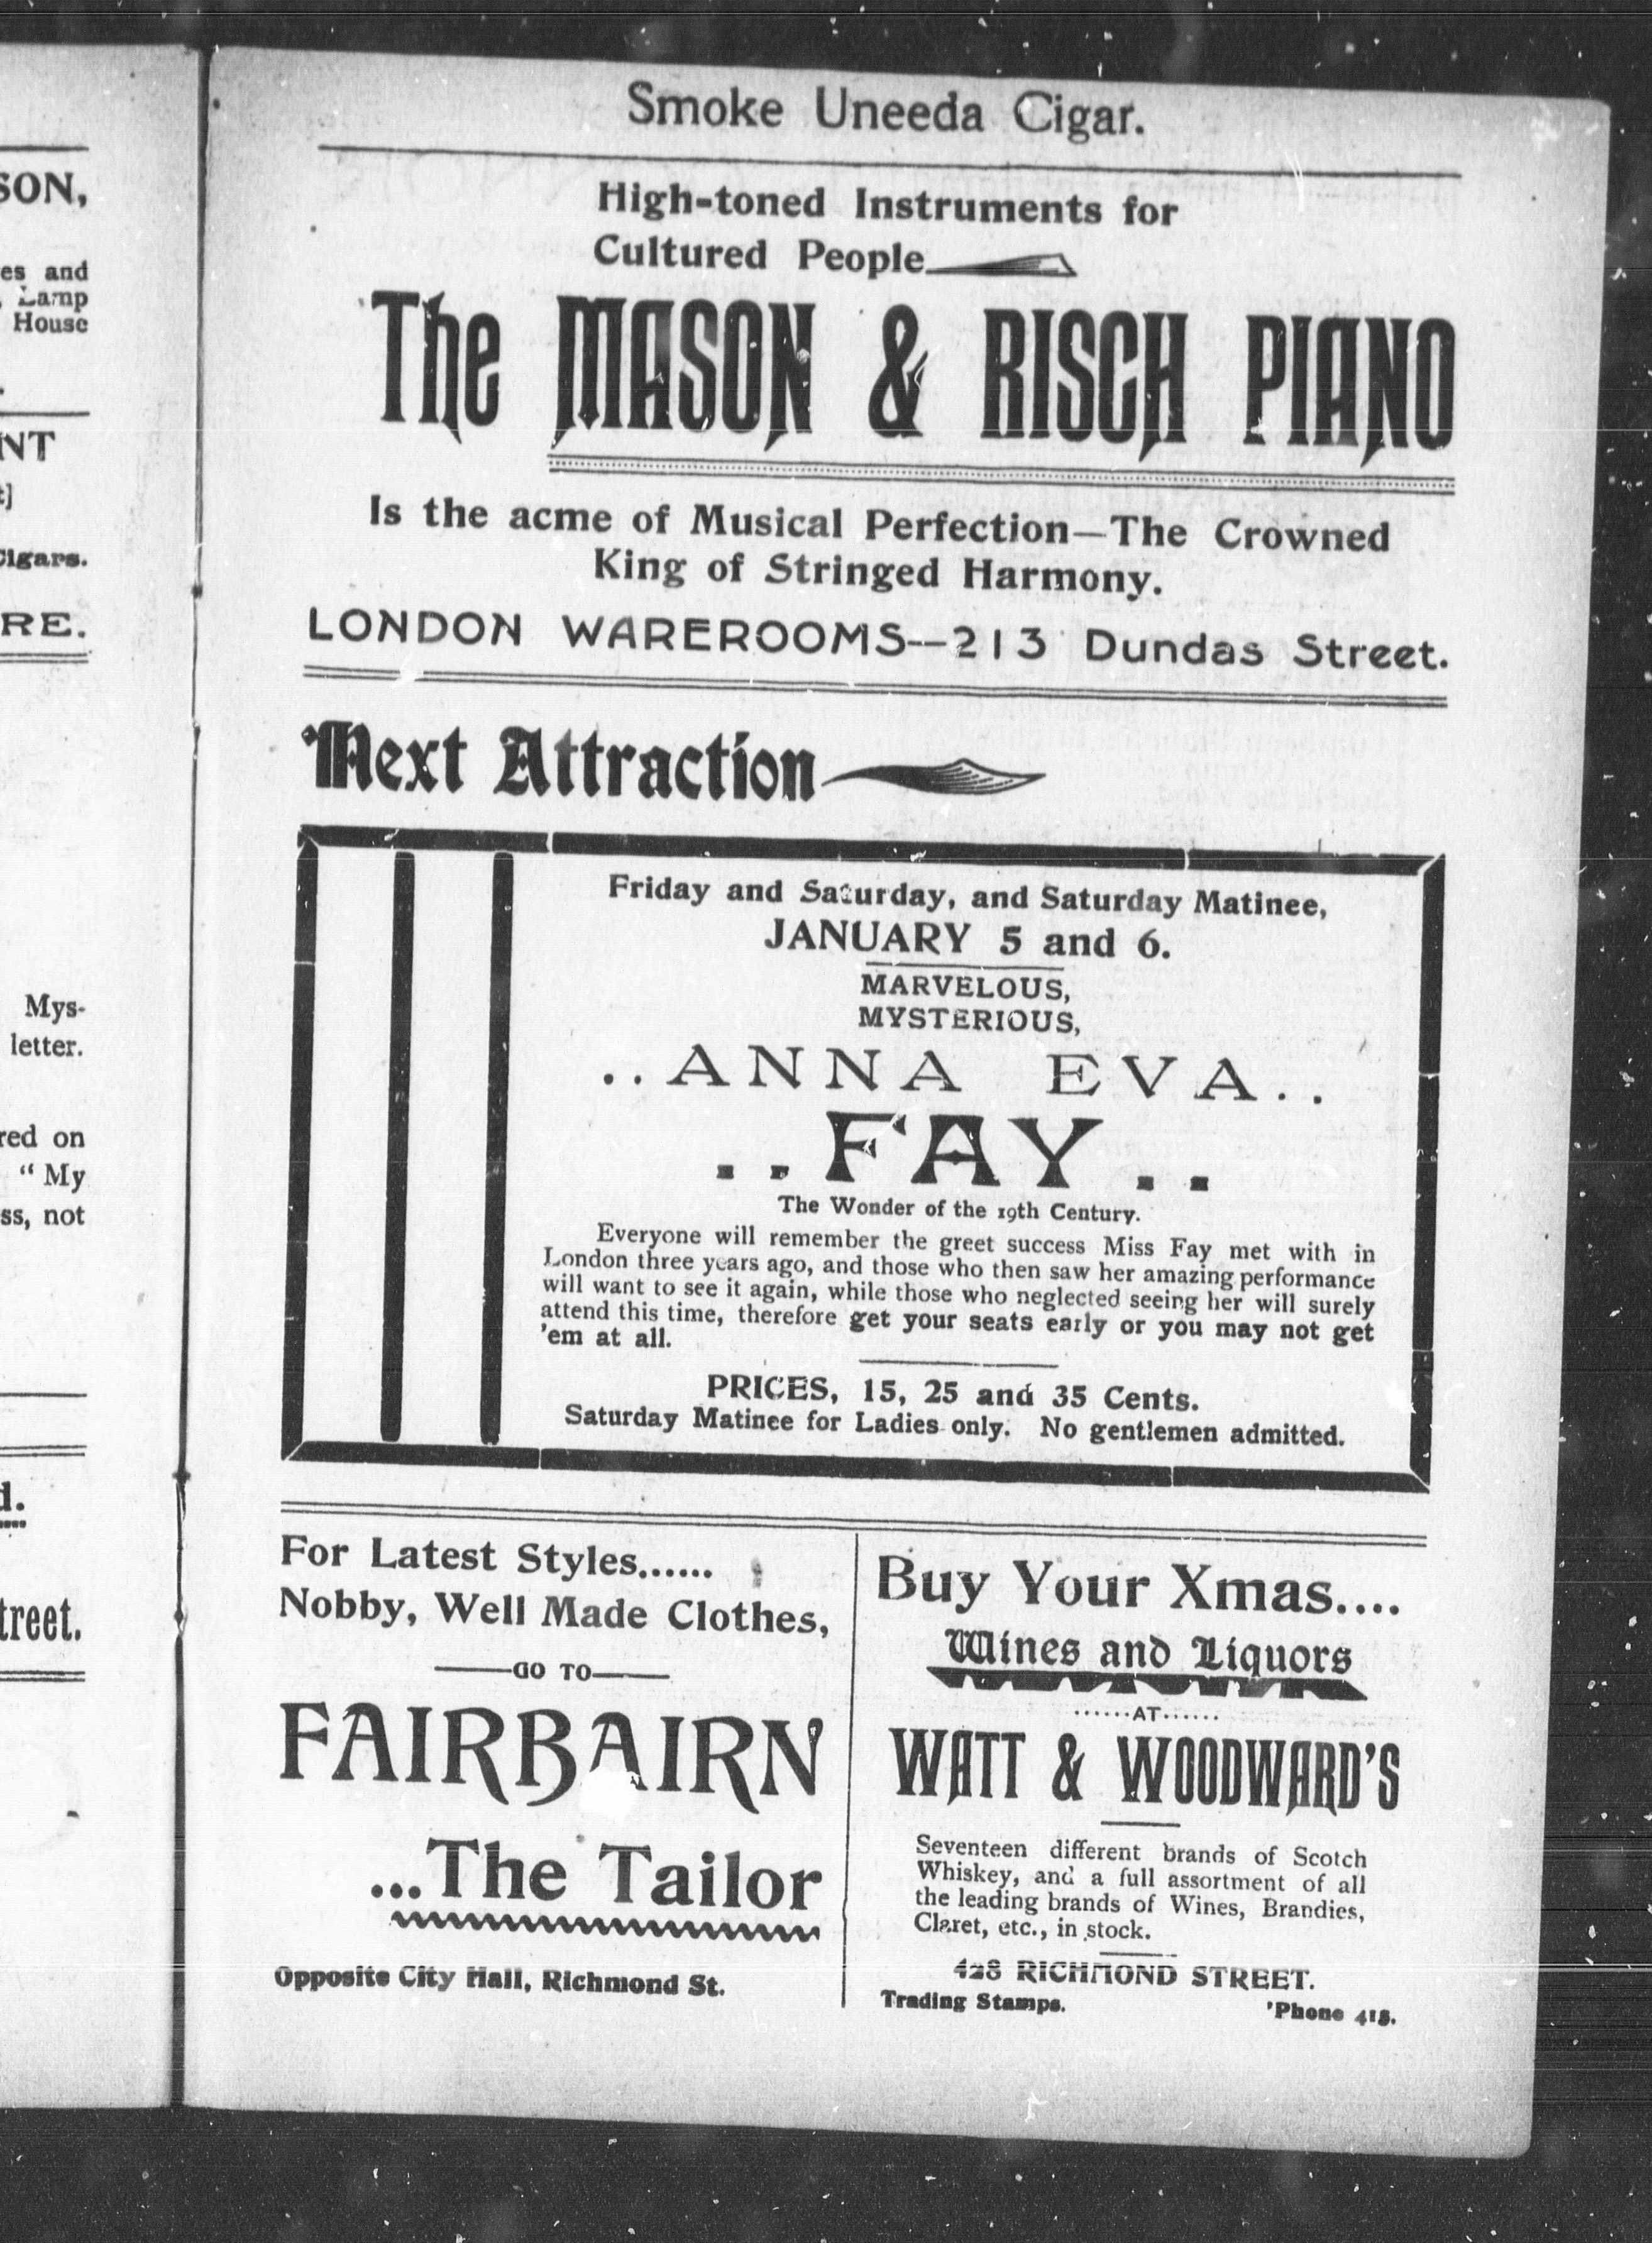 SON,
es and
Lamp
House
NT
Cigars.
RE.
Mys-
letter.
red on
" My
ss, not
d.
treet.
Smoke Uneeda Cigar.
High-toned Instruments for
Cultured People
The MASON & RISCH PIANO
Is the acme of Musical Perfection—The Crowned
King of Stringed Harmony.
LONDON WAREROOMS--213 Dundas Street.
Next Attraction
Friday and Saturday, and Saturday Matinee,
JANUARY 5 and 6.
MARVELOUS,
MYSTERIOUS,
..ANNA EVA..
..FAY..
The Wonder of the 19th Century.
Everyone will remember the greet success Miss Fay met with in
London three years ago, and those who then saw her amazing performance
will want to see it again, while those who neglected seeing her will surely
attend this time, therefore get your seats early or you may not get
'em at all.
PRICES, 15, 25 and 35 Cents.
Saturday Matinee for Ladies only. No gentlemen admitted.
For Latest Styles......
Nobby, Well Made Clothes,
—GO TO—
FAIRBAIRN
...The Tailor
Opposite City Hall, Richmond St.
Buy Your Xmas....
Wines and Liquors
......AT......
WATT & WOODWARD'S
Seventeen different brands of Scotch
Whiskey, and a full assortment of all
the leading brands of Wines, Brandies,
Claret, etc., in stock.
428 RICHMOND STREET.
Trading Stamps. 'Phone